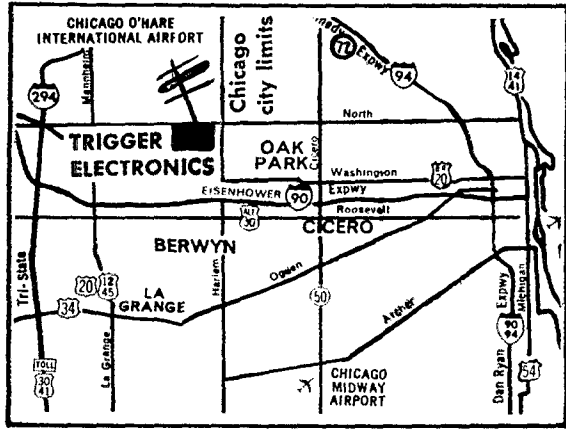 CHICAGO O'HARE
INTERNATIONAL AIRPORT
294
Mannheim
Chicago
city limits
72
Kennedy
Expwy
94
14
41
North
TRIGGER
ELECTRONICS
OAK
PARK
Cicero
Washington
20
EISENHOWER
90
Expwy
Roosevelt
ALT
30
CICERO
BERWYN
Harlem
Ogden
Tri-State
20
12
45
LA
GRANGE
34
50
Archer
Expwy
Michigan
90
94
La Grange
TOLL
30
41
CHICAGO
MIDWAY
AIRPORT
Dan Ryan
54